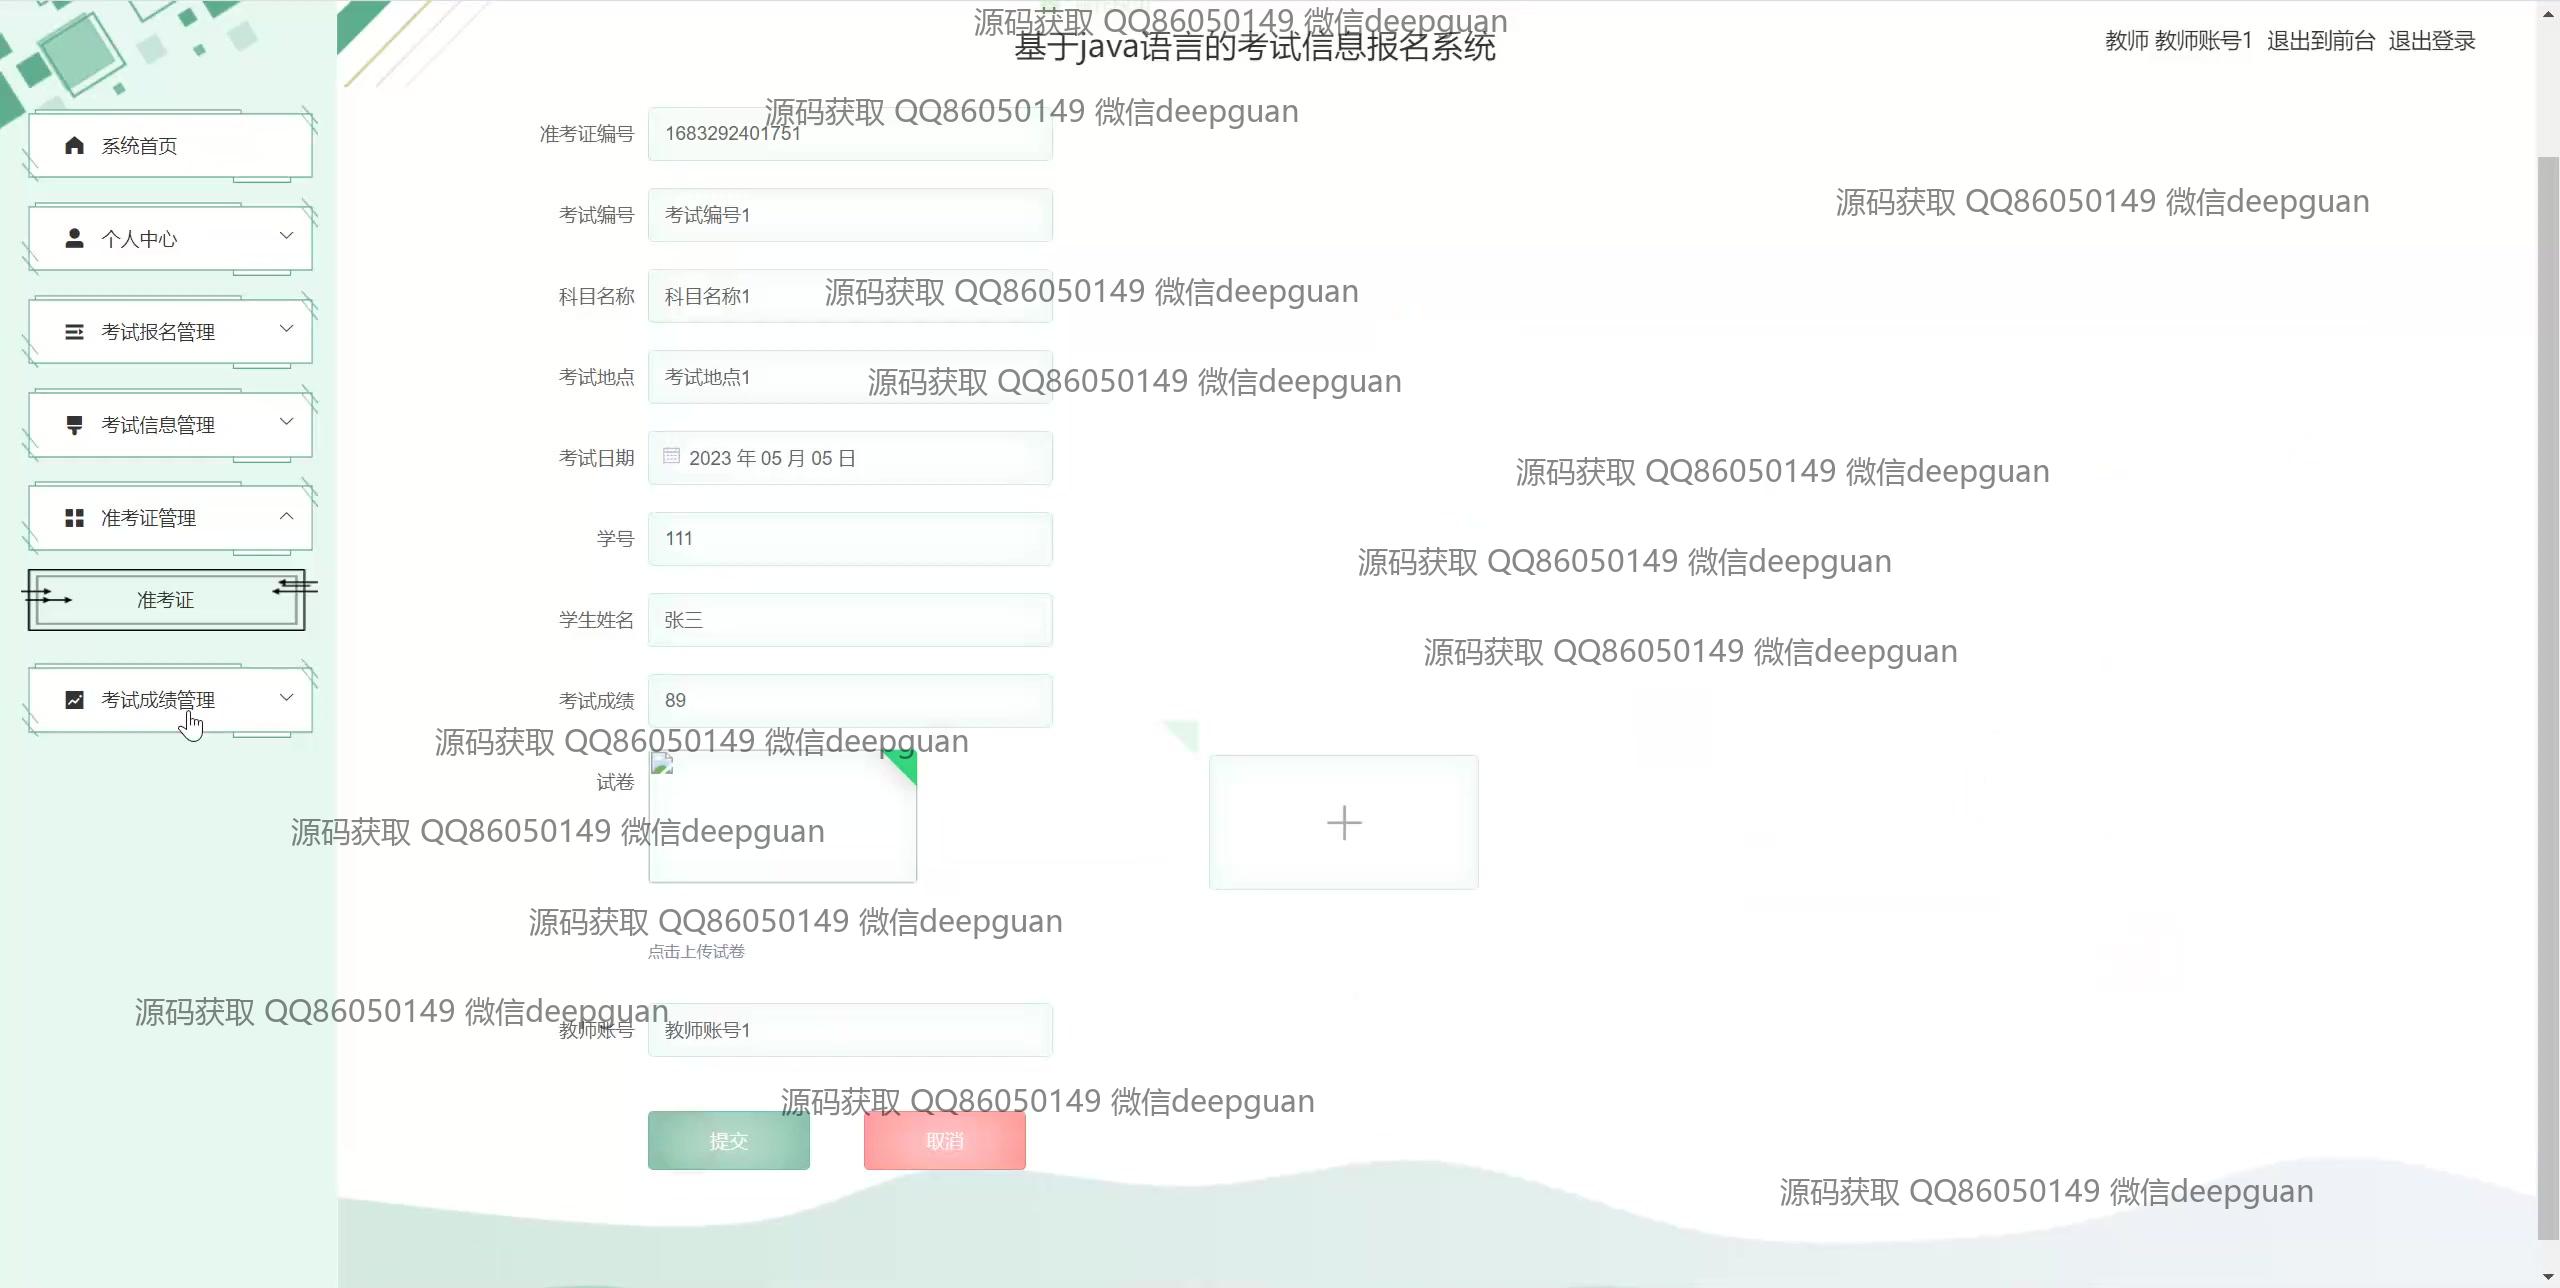 源码获取 QQ86050149 微信deepguan
基于java语言的考试信息报名系统
教师 教师账号1 退出到前台 退出登录
源码获取 QQ86050149 微信deepguan
准考证编号 1683292401751
系统首页
源码获取 QQ86050149 微信deepguan
考试编号 考试编号1
个人中心
源码获取 QQ86050149 微信deepguan
科目名称 科目名称1
考试报名管理
考试地点 考试地点1
源码获取 QQ86050149 微信deepguan
考试信息管理
考试日期 2023 年 05 月 05 日
源码获取 QQ86050149 微信deepguan
准考证管理
学号 111
源码获取 QQ86050149 微信deepguan
准考证
学生姓名 张三
源码获取 QQ86050149 微信deepguan
考试成绩管理
考试成绩 89
源码获取 QQ86050149 微信deepguan
试卷
源码获取 QQ86050149 微信deepguan
源码获取 QQ86050149 微信deepguan
点击上传试卷
源码获取 QQ86050149 微信deepguan
教师账号 教师账号1
源码获取 QQ86050149 微信deepguan
提交 取消
源码获取 QQ86050149 微信deepguan